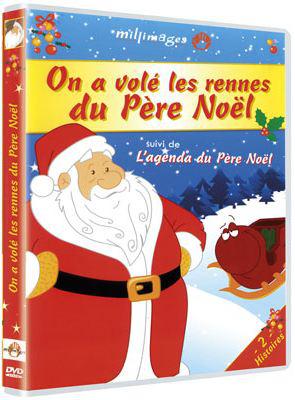 millimages
On a volé les rennes
du Père Noël
suivi de
L'agenda du Père Noël
2
Histoires
On a volé les rennes du Père Noël
DVD